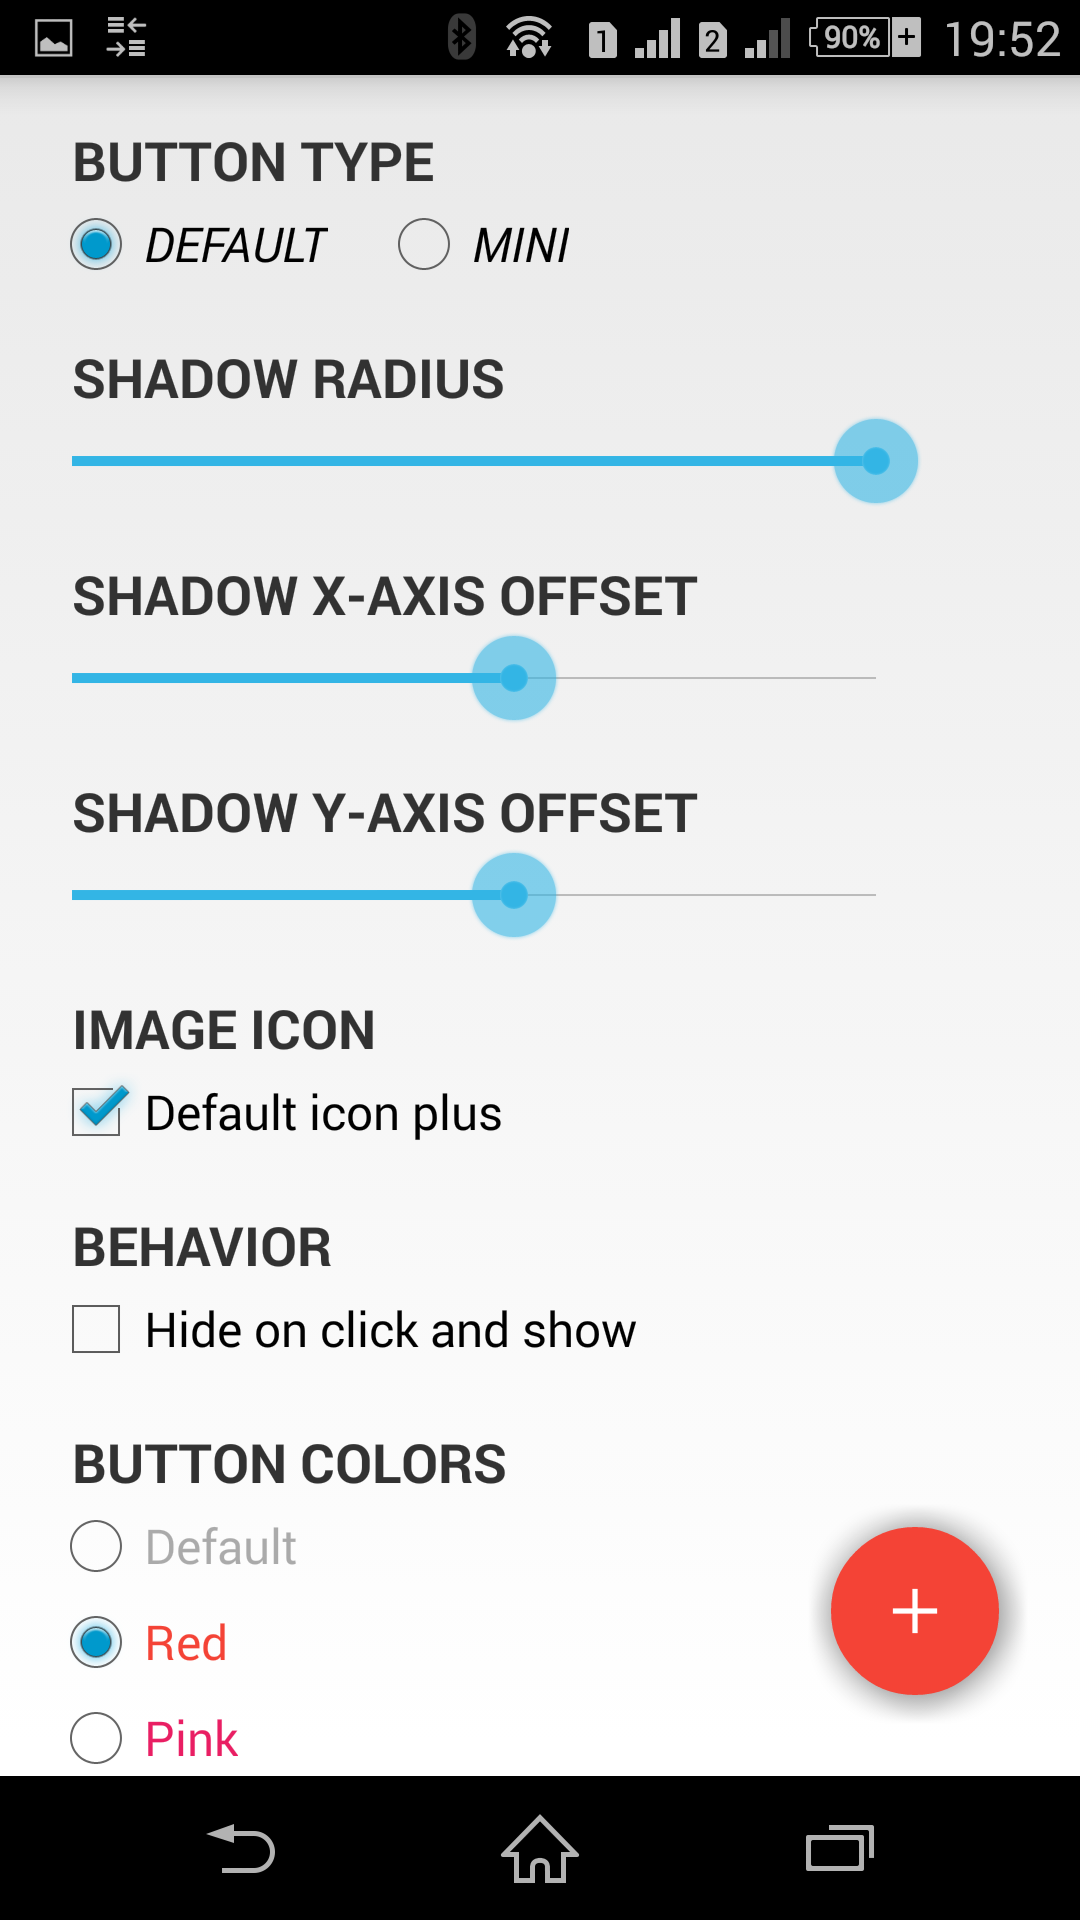 1 2 90% 19:52
BUTTON TYPE
DEFAULT MINI
SHADOW RADIUS
SHADOW X-AXIS OFFSET
SHADOW Y-AXIS OFFSET
IMAGE ICON
Default icon plus
BEHAVIOR
Hide on click and show
BUTTON COLORS
Default
Red
Pink